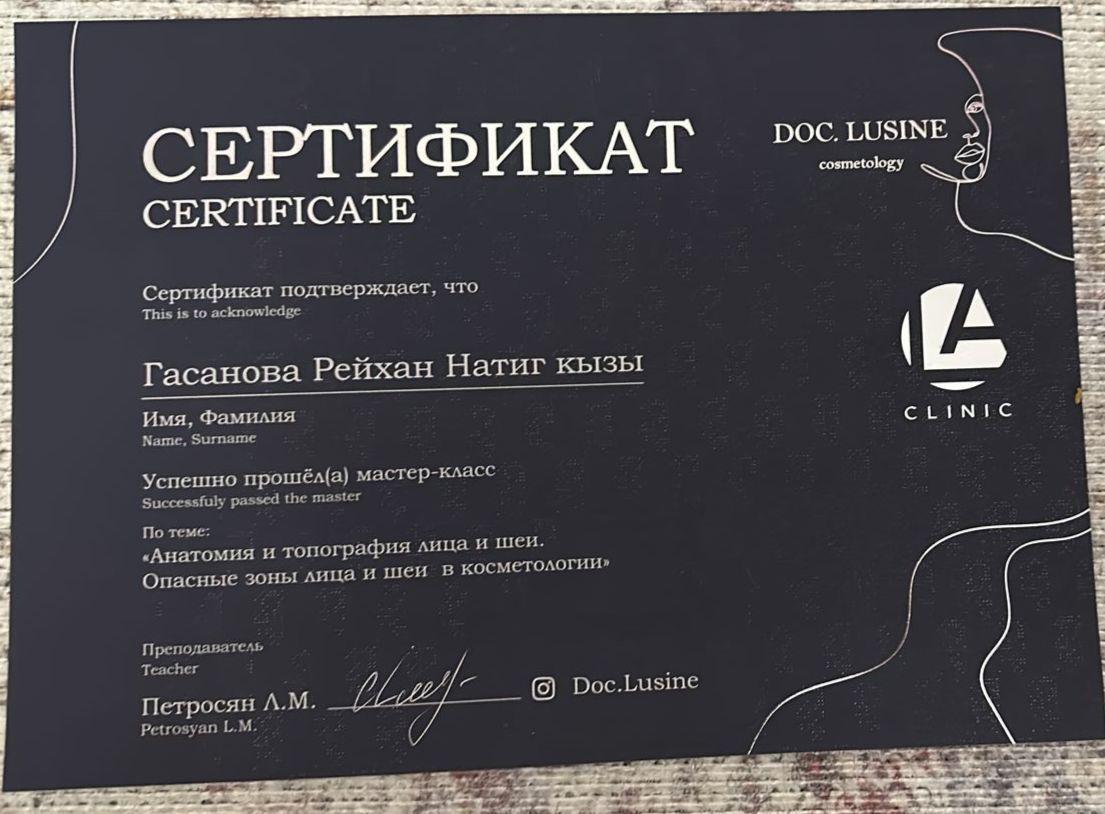 СЕРТИФИКАТ
CERTIFICATE
DOC. LUSINE
cosmetology
Сертификат подтверждает, что
This is to acknowledge
LA
CLINIC
Гасанова Рейхан Натиг кызы
Имя, Фамилия
Name, Surname
Успешно прошёл(а) мастер-класс
Successfuly passed the master
По теме:
«Анатомия и топография лица и шеи.
Опасные зоны лица и шеи в косметологии»
Преподаватель
Teacher
Петросян Л.М.
Doc.Lusine
Petrosyan L.M.